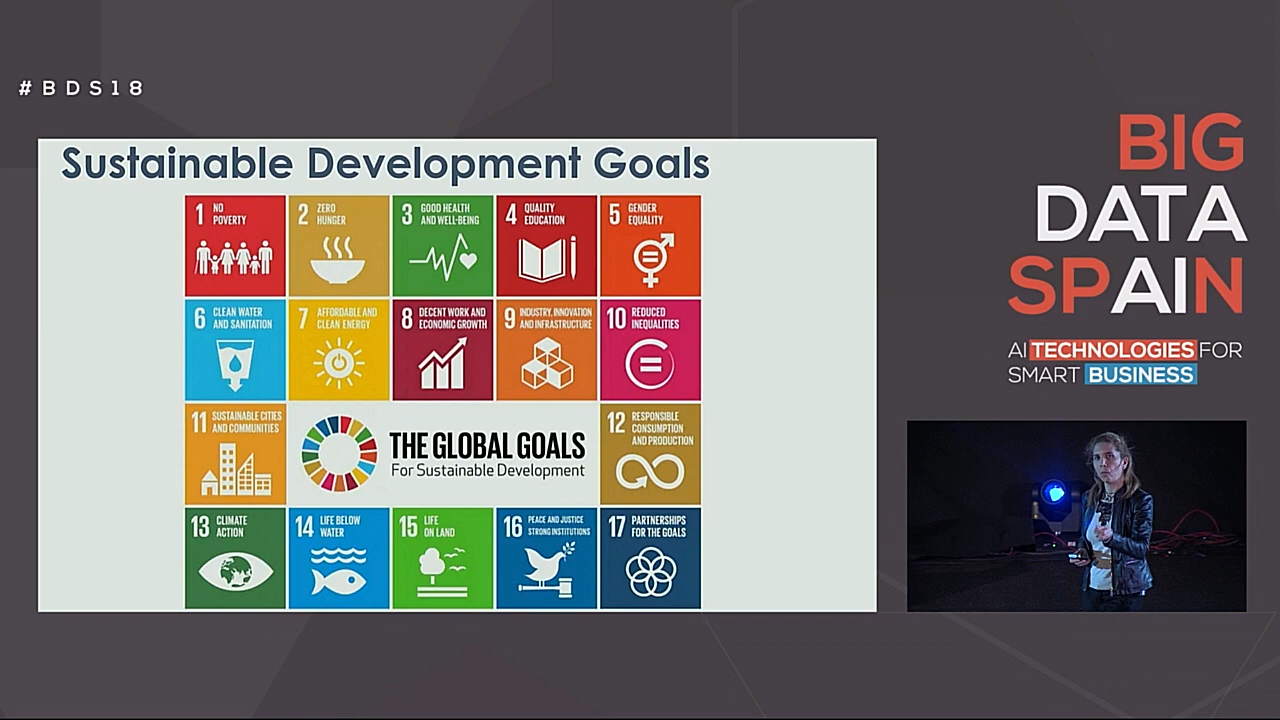 #BDS18
Sustainable Development Goals
1 NO
POVERTY
2 ZERO
HUNGER
3 GOOD HEALTH
AND WELL-BEING
4 QUALITY
EDUCATION
5 GENDER
EQUALITY
6 CLEAN WATER
AND SANITATION
7 AFFORDABLE AND
CLEAN ENERGY
8 DECENT WORK AND
ECONOMIC GROWTH
9 INDUSTRY, INNOVATION
AND INFRASTRUCTURE
10 REDUCED
INEQUALITIES
11 SUSTAINABLE CITIES
AND COMMUNITIES
THE GLOBAL GOALS
For Sustainable Development
12 RESPONSIBLE
CONSUMPTION
AND PRODUCTION
13 CLIMATE
ACTION
14 LIFE BELOW
WATER
15 LIFE
ON LAND
16 PEACE AND JUSTICE
STRONG INSTITUTIONS
17 PARTNERSHIPS
FOR THE GOALS
BIG
DATA
SPAIN
AI TECHNOLOGIES FOR
SMART BUSINESS